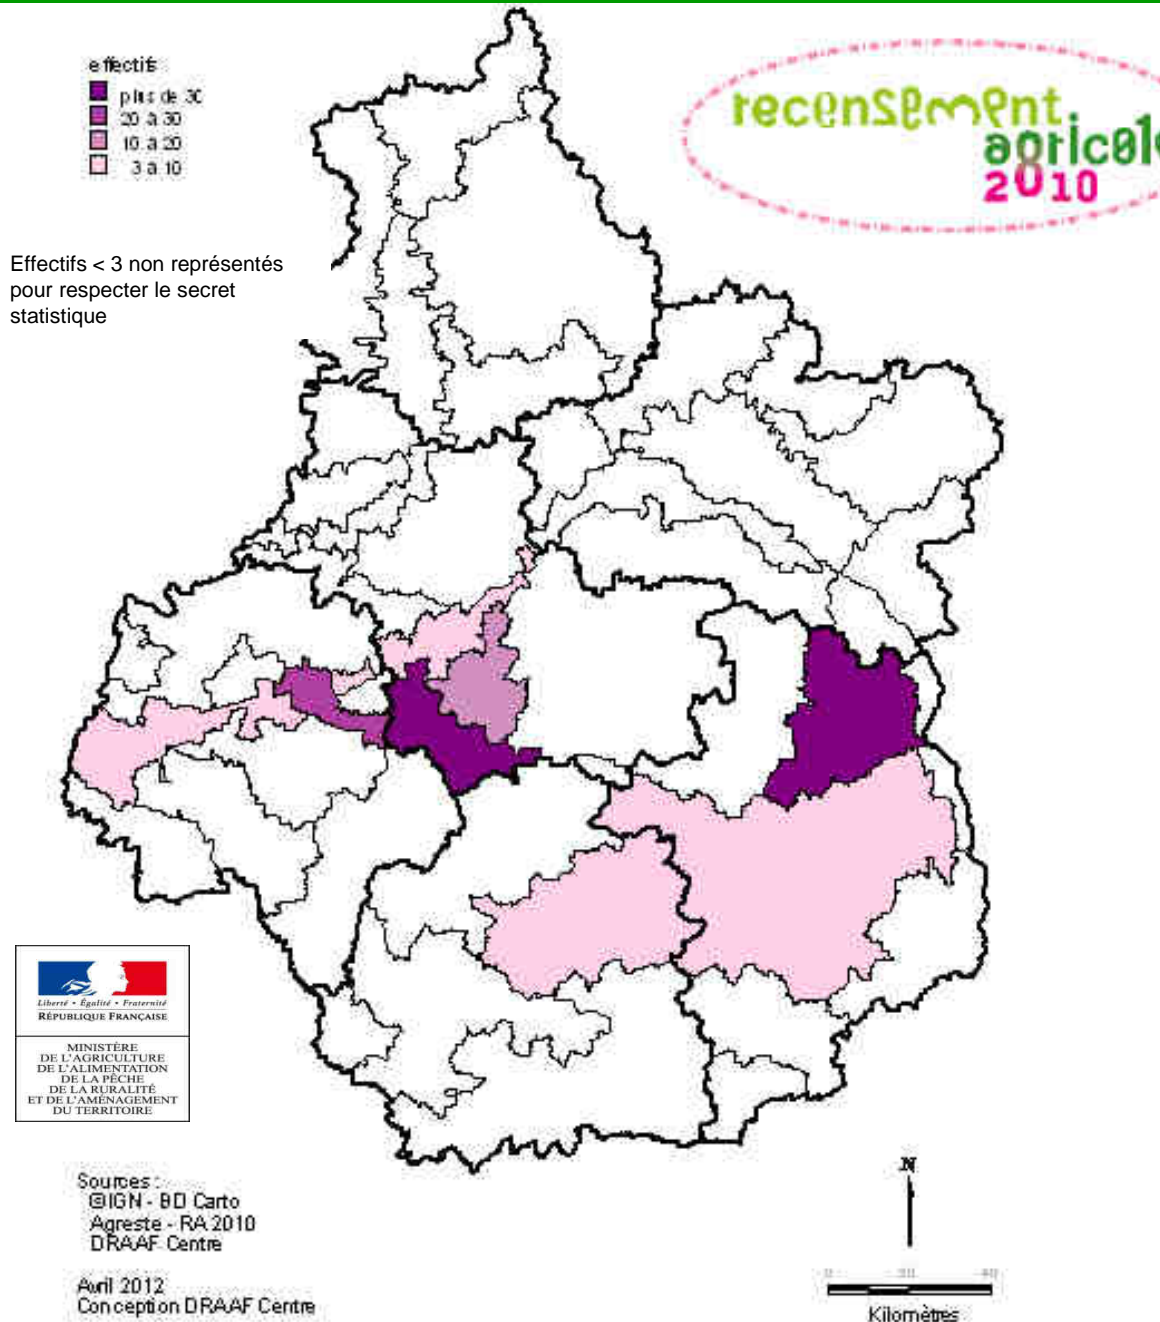 effectifs
plus de 30
20 à 30
10 à 20
3 à 10
recensement
agricole
2010
Effectifs < 3 non représentés
pour respecter le secret
statistique
Liberté • Égalité • Fraternité
RÉPUBLIQUE FRANÇAISE
MINISTÈRE
DE L'AGRICULTURE
DE L'ALIMENTATION
DE LA PÊCHE
DE LA RURALITÉ
ET DE L'AMÉNAGEMENT
DU TERRITOIRE
Sources :
©IGN - BD Carto
Agreste - RA 2010
DRAAF Centre
Avril 2012
Conception DRAAF Centre
N
0 20 40
Kilomètres